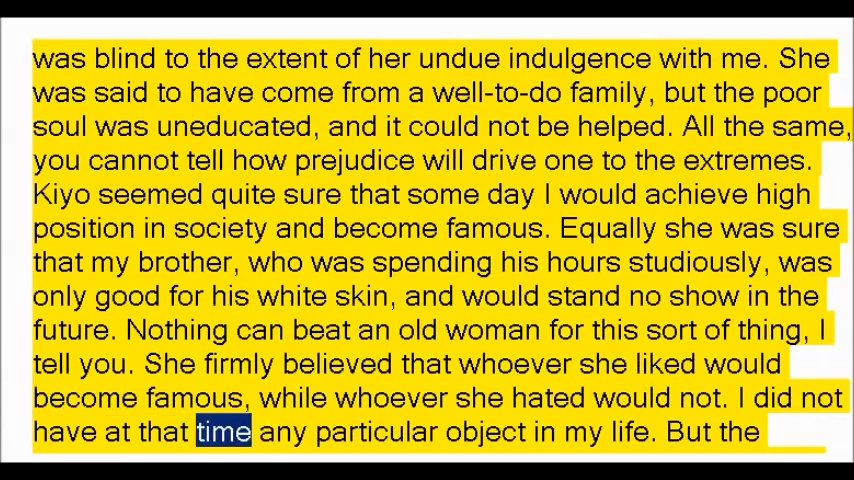 was blind to the extent of her undue indulgence with me. She
was said to have come from a well-to-do family, but the poor
soul was uneducated, and it could not be helped. All the same,
you cannot tell how prejudice will drive one to the extremes.
Kiyo seemed quite sure that some day I would achieve high
position in society and become famous. Equally she was sure
that my brother, who was spending his hours studiously, was
only good for his white skin, and would stand no show in the
future. Nothing can beat an old woman for this sort of thing, I
tell you. She firmly believed that whoever she liked would
become famous, while whoever she hated would not. I did not
have at that time any particular object in my life. But the